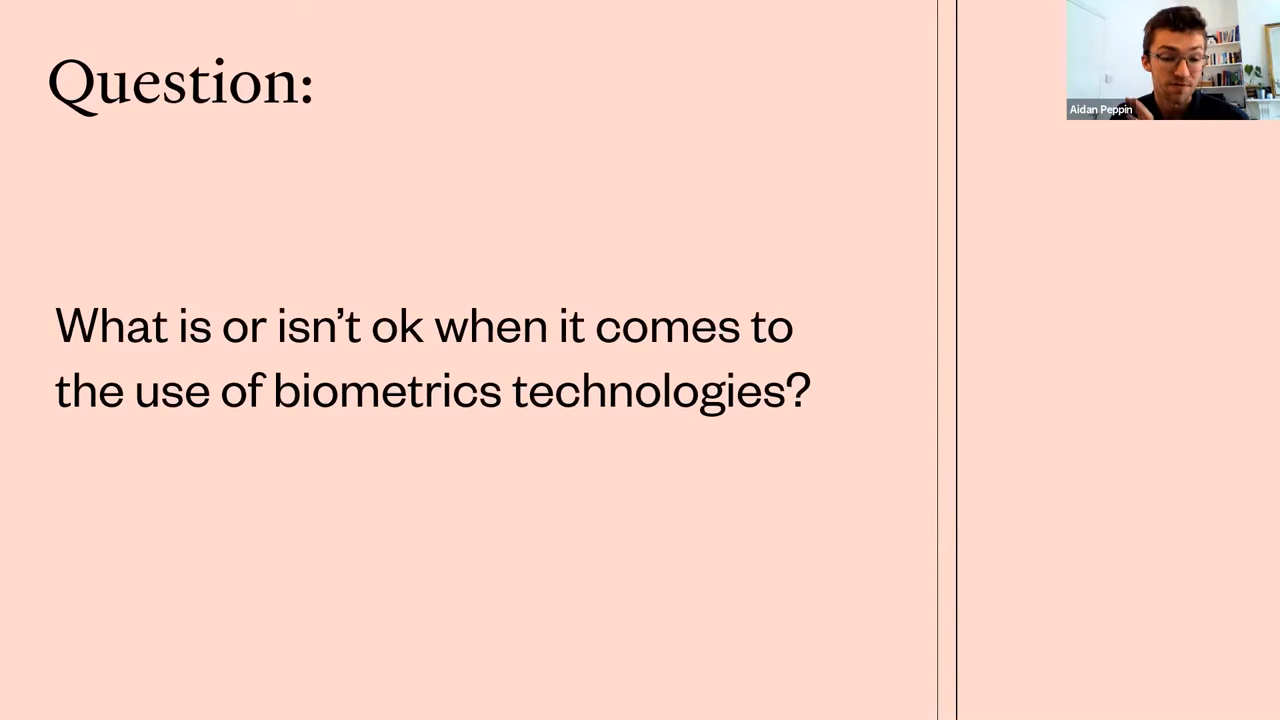 Question:
What is or isn’t ok when it comes to
the use of biometrics technologies?
Aidan Peppin